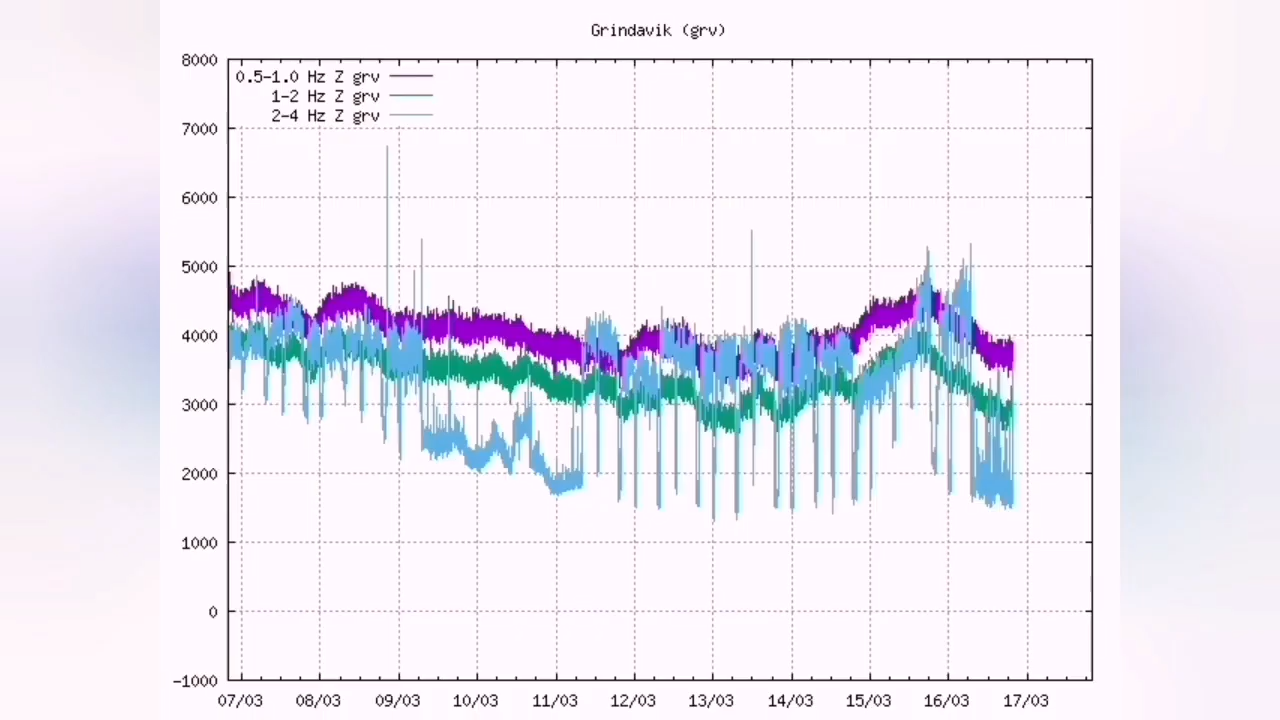 Grindavik (grv)
8000
0.5-1.0 Hz Z grv
1-2 Hz Z grv
2-4 Hz Z grv
7000
6000
5000
4000
3000
2000
1000
0
-1000
07/03 08/03 09/03 10/03 11/03 12/03 13/03 14/03 15/03 16/03 17/03